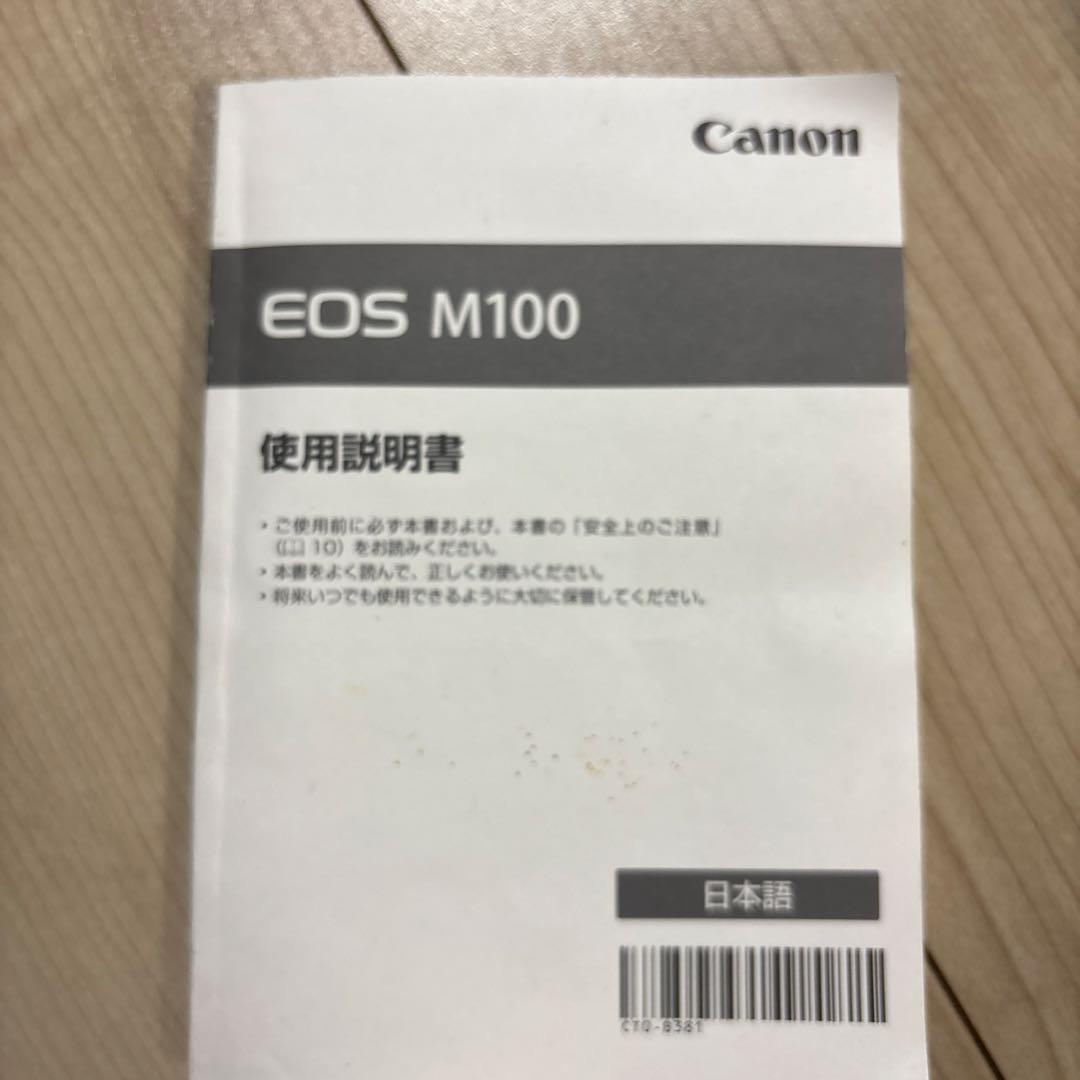 Canon
EOS M100
使用説明書
・ご使用前に必ず本書および、本書の「安全上のご注意」
（ 10）をお読みください。
・本書をよく読んで、正しくお使いください。
・将来いつでも使用できるように大切に保管してください。
日本語
CT0-8381